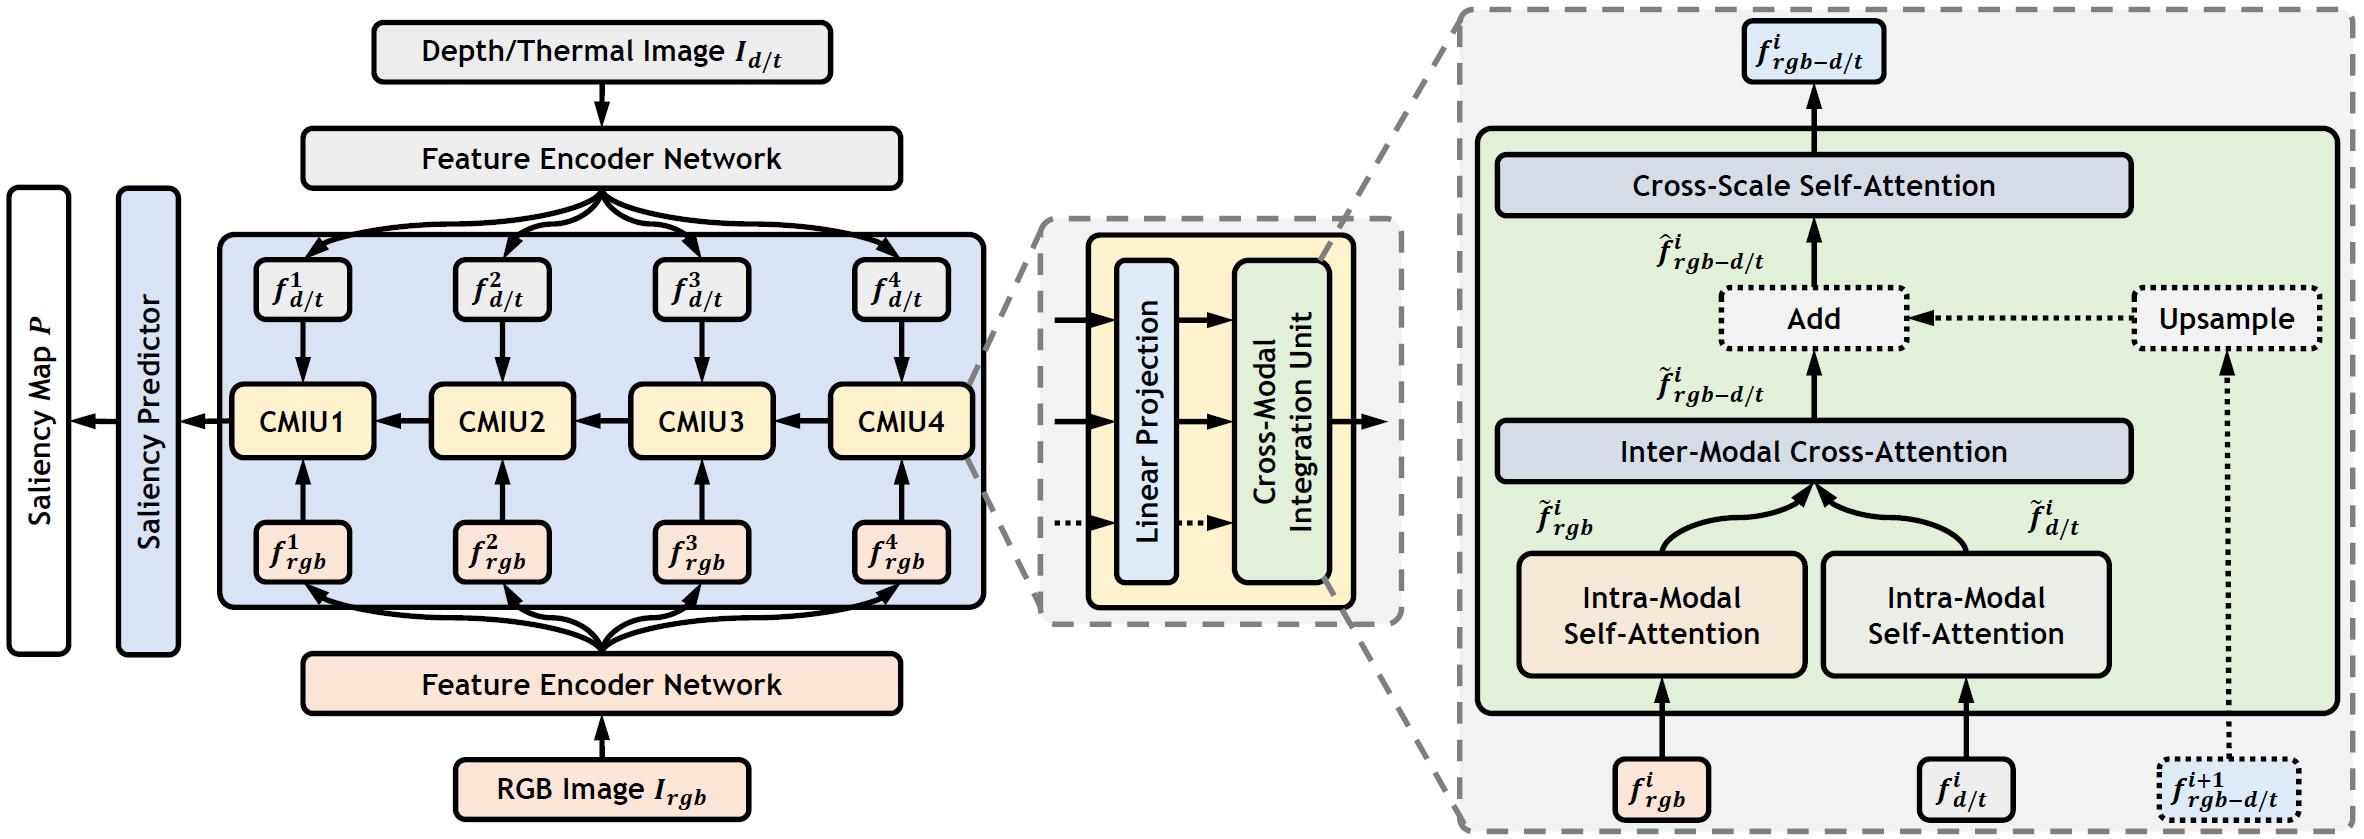 Depth/Thermal Image I_{d/t}
Feature Encoder Network
Saliency Map P
Saliency Predictor
f^1_{d/t}
f^2_{d/t}
f^3_{d/t}
f^4_{d/t}
CMIU1
CMIU2
CMIU3
CMIU4
f^1_{rgb}
f^2_{rgb}
f^3_{rgb}
f^4_{rgb}
Feature Encoder Network
RGB Image I_{rgb}
Linear Projection
Cross-Modal
Integration Unit
f^i_{rgb-d/t}
Cross-Scale Self-Attention
\hat{f}^i_{rgb-d/t}
Add
Upsample
\tilde{f}^i_{rgb-d/t}
Inter-Modal Cross-Attention
\tilde{f}^i_{rgb}
\tilde{f}^i_{d/t}
Intra-Modal
Self-Attention
Intra-Modal
Self-Attention
f^i_{rgb}
f^i_{d/t}
f^{i+1}_{rgb-d/t}